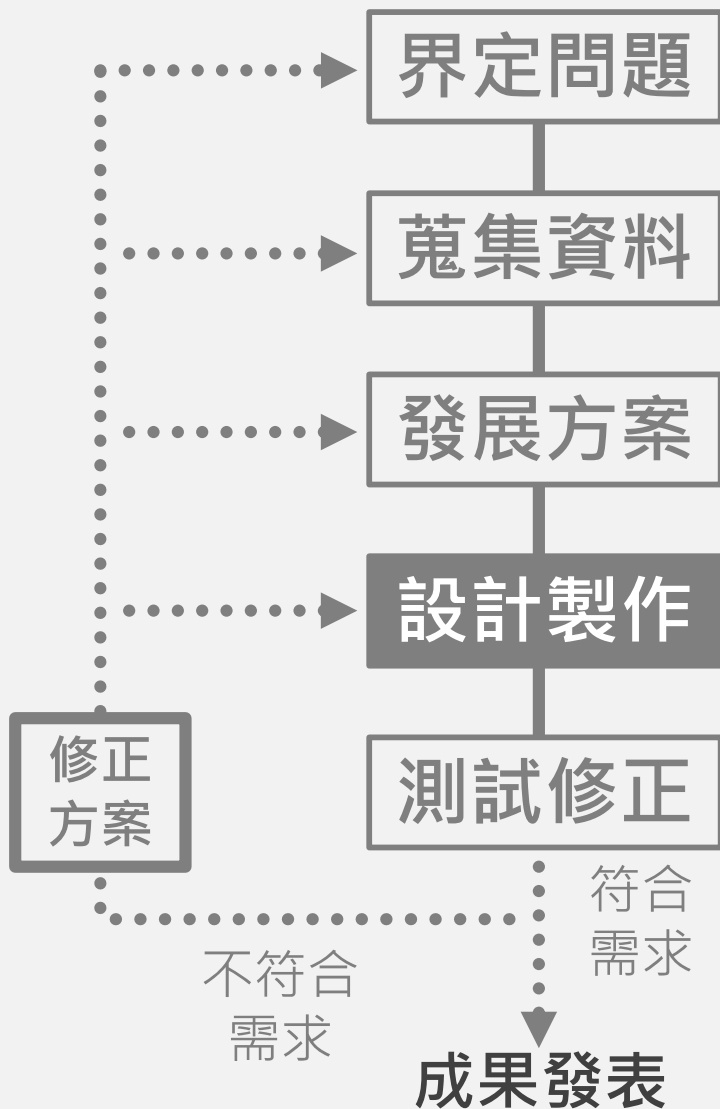 界定問題
蒐集資料
發展方案
設計製作
測試修正
修正
方案
符合
需求
不符合
需求
成果發表